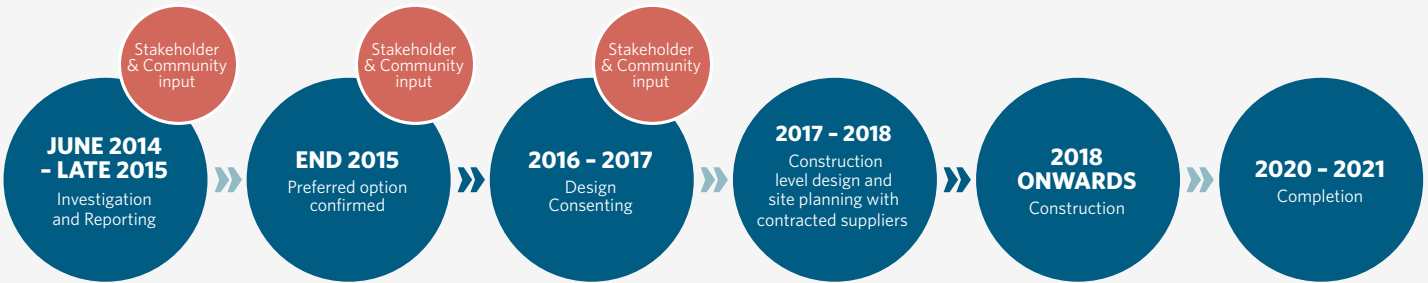 Stakeholder
& Community
input
JUNE 2014
– LATE 2015
Investigation
and Reporting
Stakeholder
& Community
input
END 2015
Preferred option
confirmed
Stakeholder
& Community
input
2016 – 2017
Design
Consenting
2017 – 2018
Construction
level design and
site planning with
contracted suppliers
2018
ONWARDS
Construction
2020 – 2021
Completion